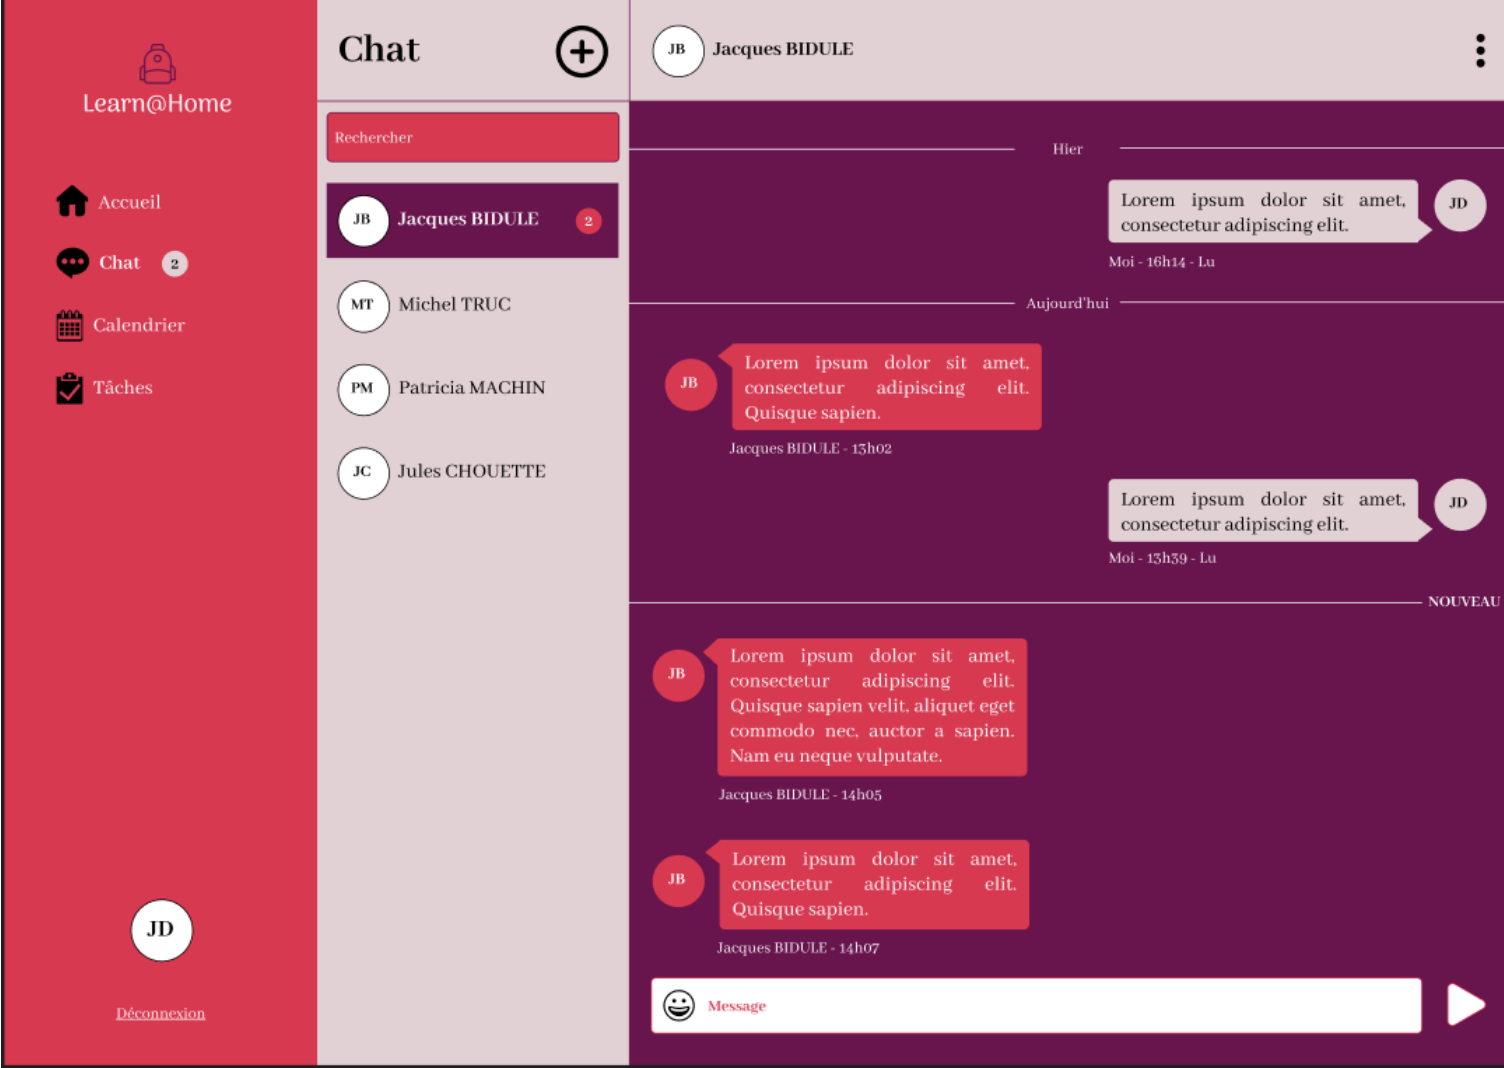 Learn@Home
Accueil
Chat 2
Calendrier
Tâches
JD
Déconnexion
Chat
Rechercher
JB Jacques BIDULE 2
MT Michel TRUC
PM Patricia MACHIN
JC Jules CHOUETTE
JB Jacques BIDULE
Hier
Lorem ipsum dolor sit amet,
consectetur adipiscing elit.
JD
Moi - 16h14 - Lu
Aujourd'hui
JB
Lorem ipsum dolor sit amet,
consectetur adipiscing elit.
Quisque sapien.
Jacques BIDULE - 13h02
Lorem ipsum dolor sit amet,
consectetur adipiscing elit.
JD
Moi - 13h39 - Lu
NOUVEAU
JB
Lorem ipsum dolor sit amet,
consectetur adipiscing elit.
Quisque sapien velit, aliquet eget
commodo nec, auctor a sapien.
Nam eu neque vulputate.
Jacques BIDULE - 14h05
JB
Lorem ipsum dolor sit amet,
consectetur adipiscing elit.
Quisque sapien.
Jacques BIDULE - 14h07
Message